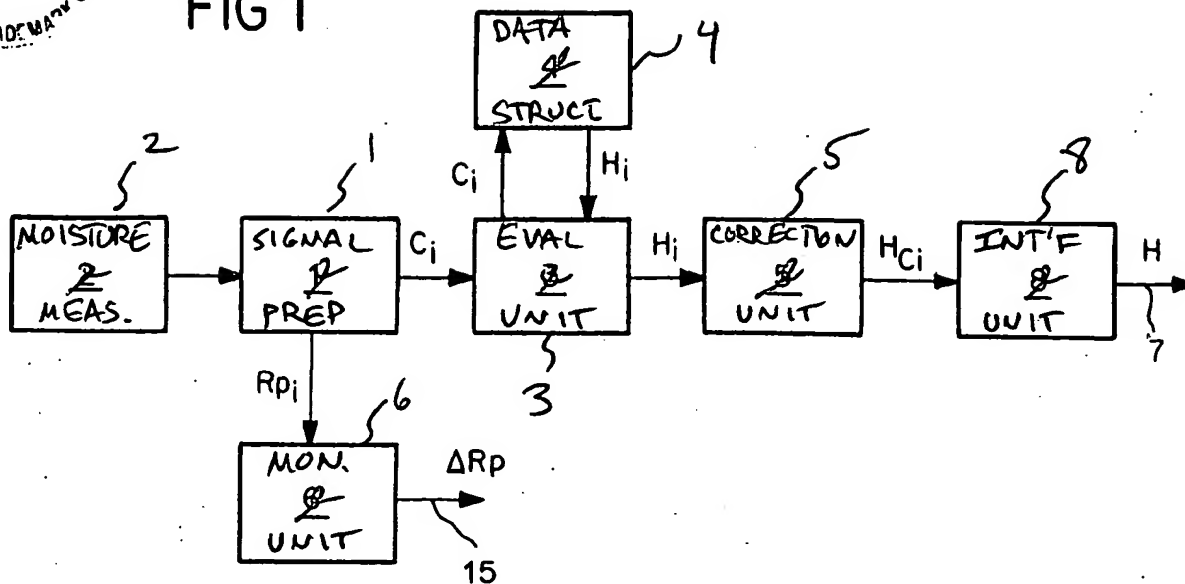 FIG 1
DATA
STRUCT
4
Ci
Hi
2
MOISTURE
MEAS.
1
SIGNAL
PREP
Ci
EVAL
UNIT
3
Hi
5
CORRECTION
UNIT
HCi
8
INT'F
UNIT
H
7
Rpi
6
MON.
UNIT
ΔRp
15